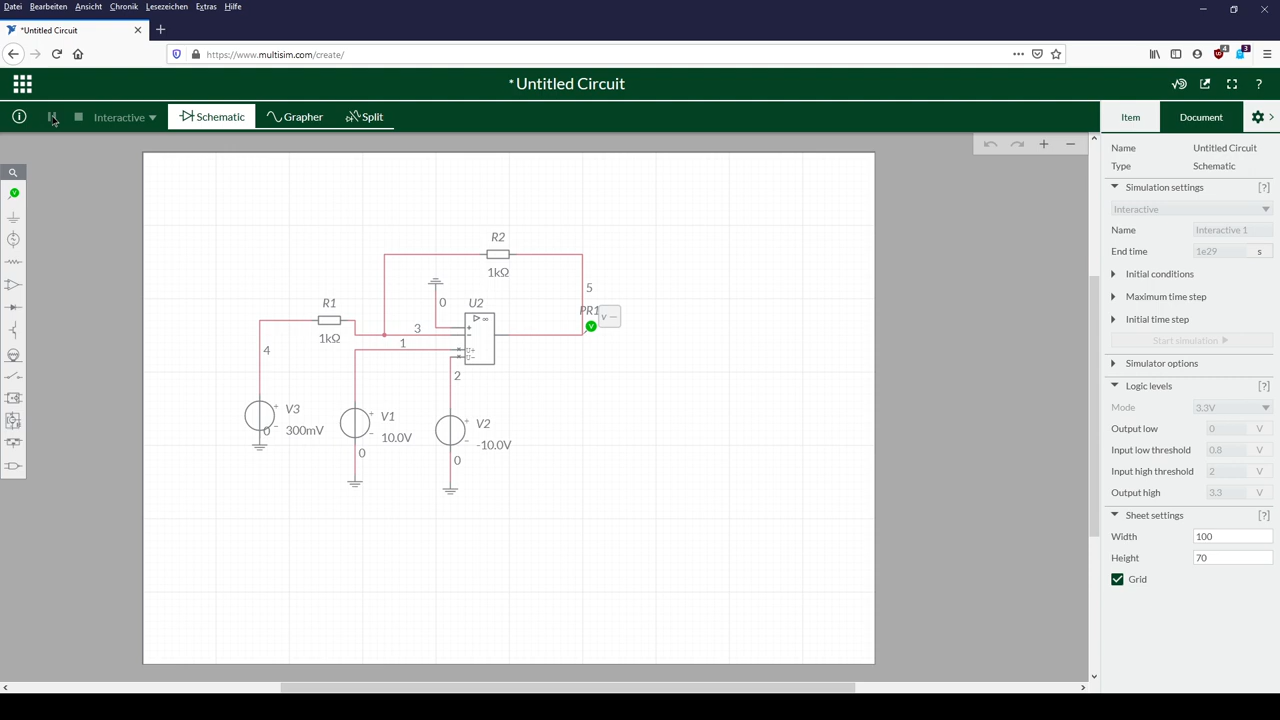 Datei Bearbeiten Ansicht Chronik Lesezeichen Extras Hilfe
*Untitled Circuit
https://www.multisim.com/create/
4
3
* Untitled Circuit
Interactive
Schematic
Grapher
Split
Item
Document
Name Untitled Circuit
Type Schematic
Simulation settings [?]
Interactive
Name Interactive 1
End time 1e29 s
Initial conditions
Maximum time step
Initial time step
Start simulation
Simulator options
Logic levels [?]
Mode 3.3V
Output low 0 V
Input low threshold 0.8 V
Input high threshold 2 V
Output high 3.3 V
Sheet settings [?]
Width 100
Height 70
Grid
R2
1kΩ
5
0
U2
PR1
V
v —
R1
1kΩ
3
1
4
2
V3
300mV
0
V1
10.0V
0
V2
-10.0V
0